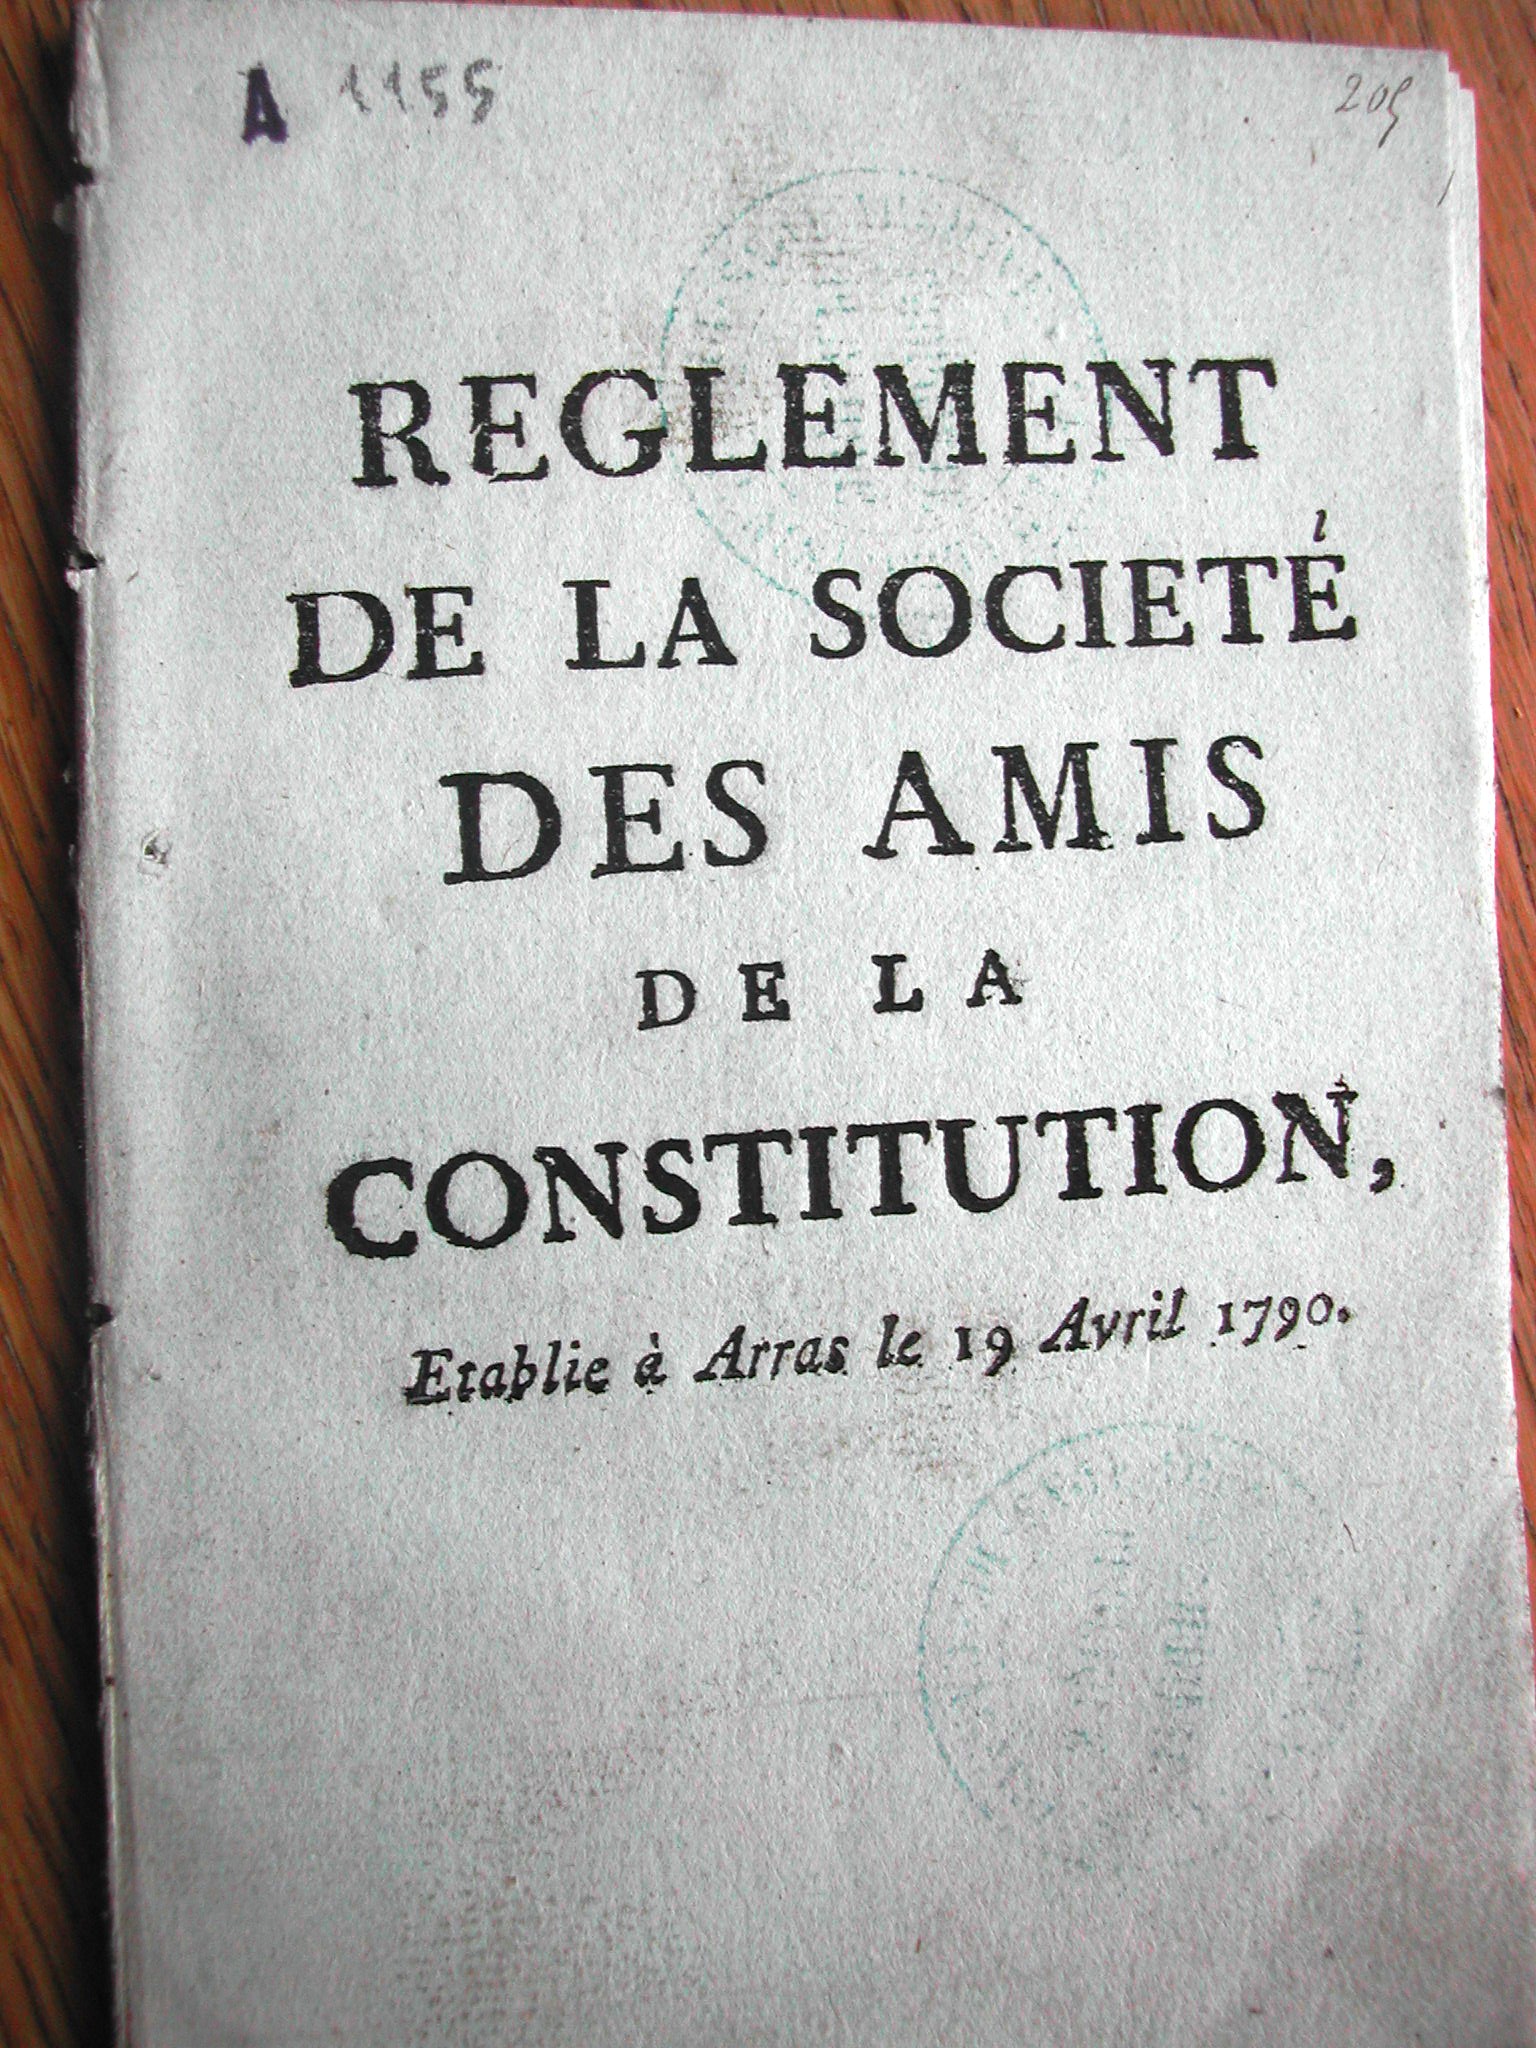 A 1155
205
REGLEMENT
DE LA SOCIETÉ
DES AMIS
DE LA
CONSTITUTION,
Etablie à Arras le 19 Avril 1790.